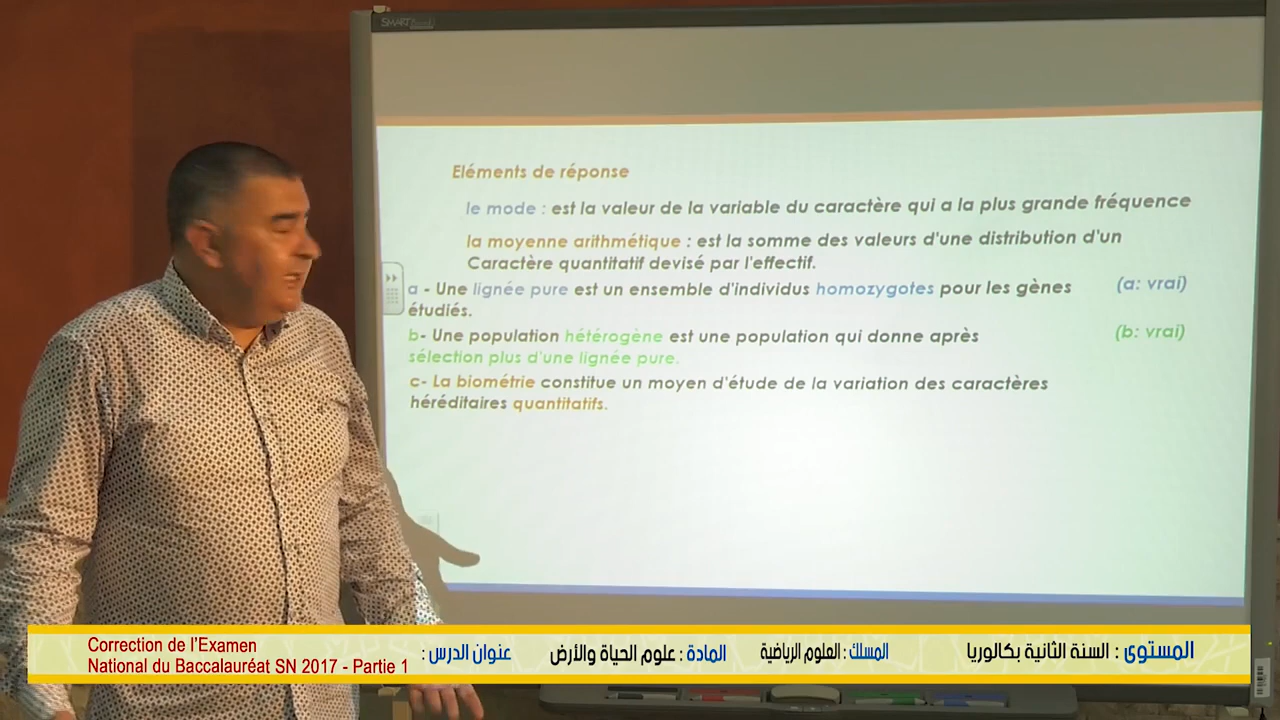 SMART
Eléments de réponse
le mode : est la valeur de la variable du caractère qui a la plus grande fréquence
la moyenne arithmétique : est la somme des valeurs d'une distribution d'un
Caractère quantitatif devisé par l'effectif.
a - Une lignée pure est un ensemble d'individus homozygotes pour les gènes (a: vrai)
étudiés.
b- Une population hétérogène est une population qui donne après (b: vrai)
sélection plus d'une lignée pure.
c- La biométrie constitue un moyen d'étude de la variation des caractères
héréditaires quantitatifs.
المستوى : السنة الثانية بكالوريا
المسلك : العلوم الرياضية
المادة : علوم الحياة والأرض
عنوان الدرس :
Correction de l'Examen
National du Baccalauréat SN 2017 - Partie 1